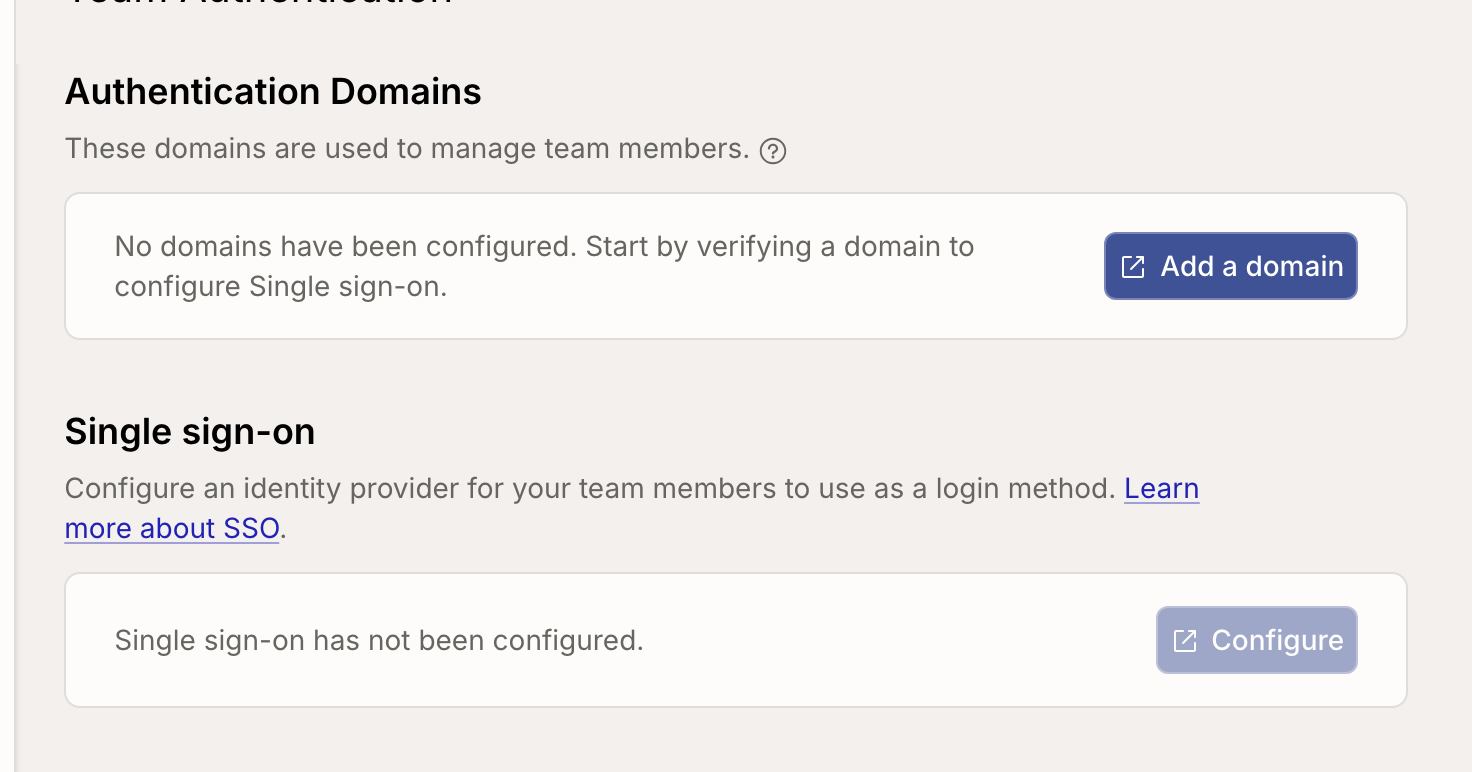 Team Authentication
Authentication Domains
These domains are used to manage team members.
No domains have been configured. Start by verifying a domain to
configure Single sign-on.
Add a domain
Single sign-on
Configure an identity provider for your team members to use as a login method. Learn
more about SSO.
Single sign-on has not been configured.
Configure